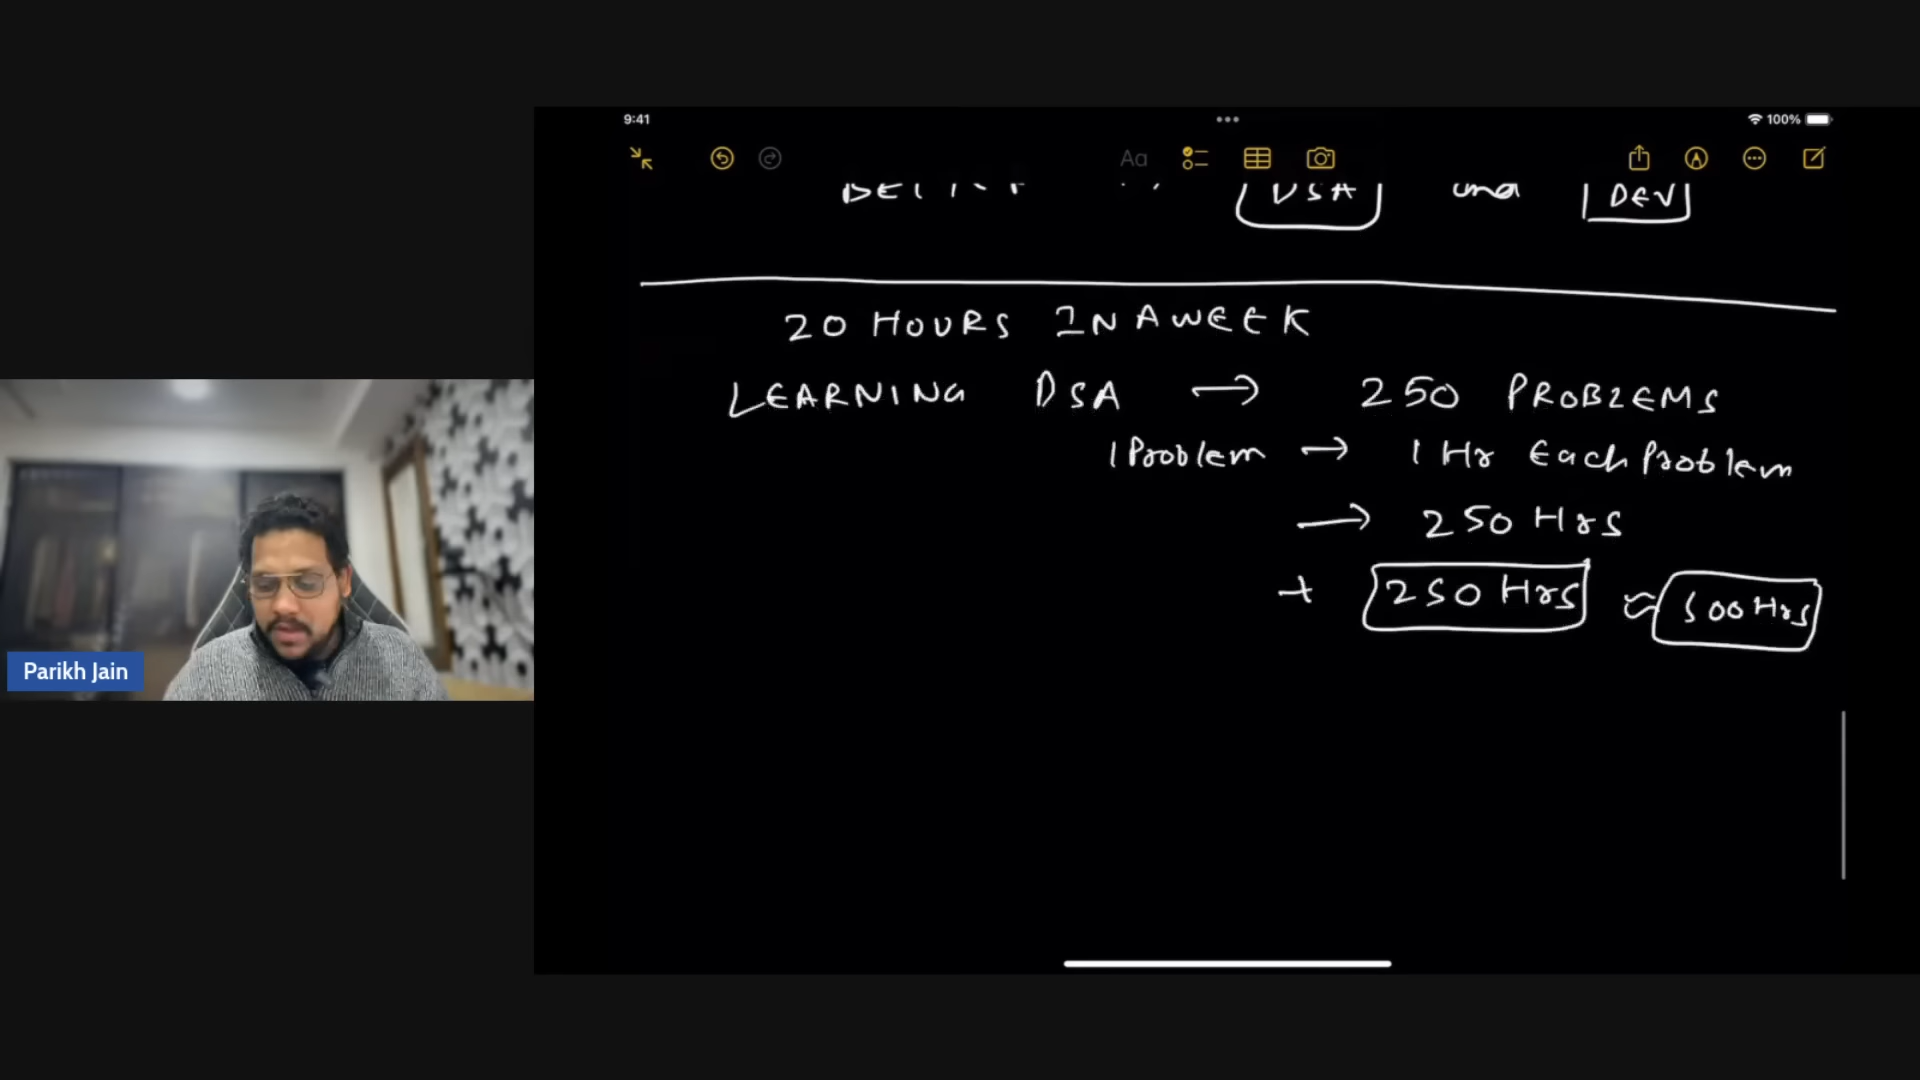 9:41
100%
Aa
DSA and DEV
20 HOURS IN A WEEK
LEARNING DSA → 250 PROBLEMS
1 Problem → 1 Hr Each Problem
→ 250 Hrs
+ 250 Hrs ≈ 500 Hrs
Parikh Jain